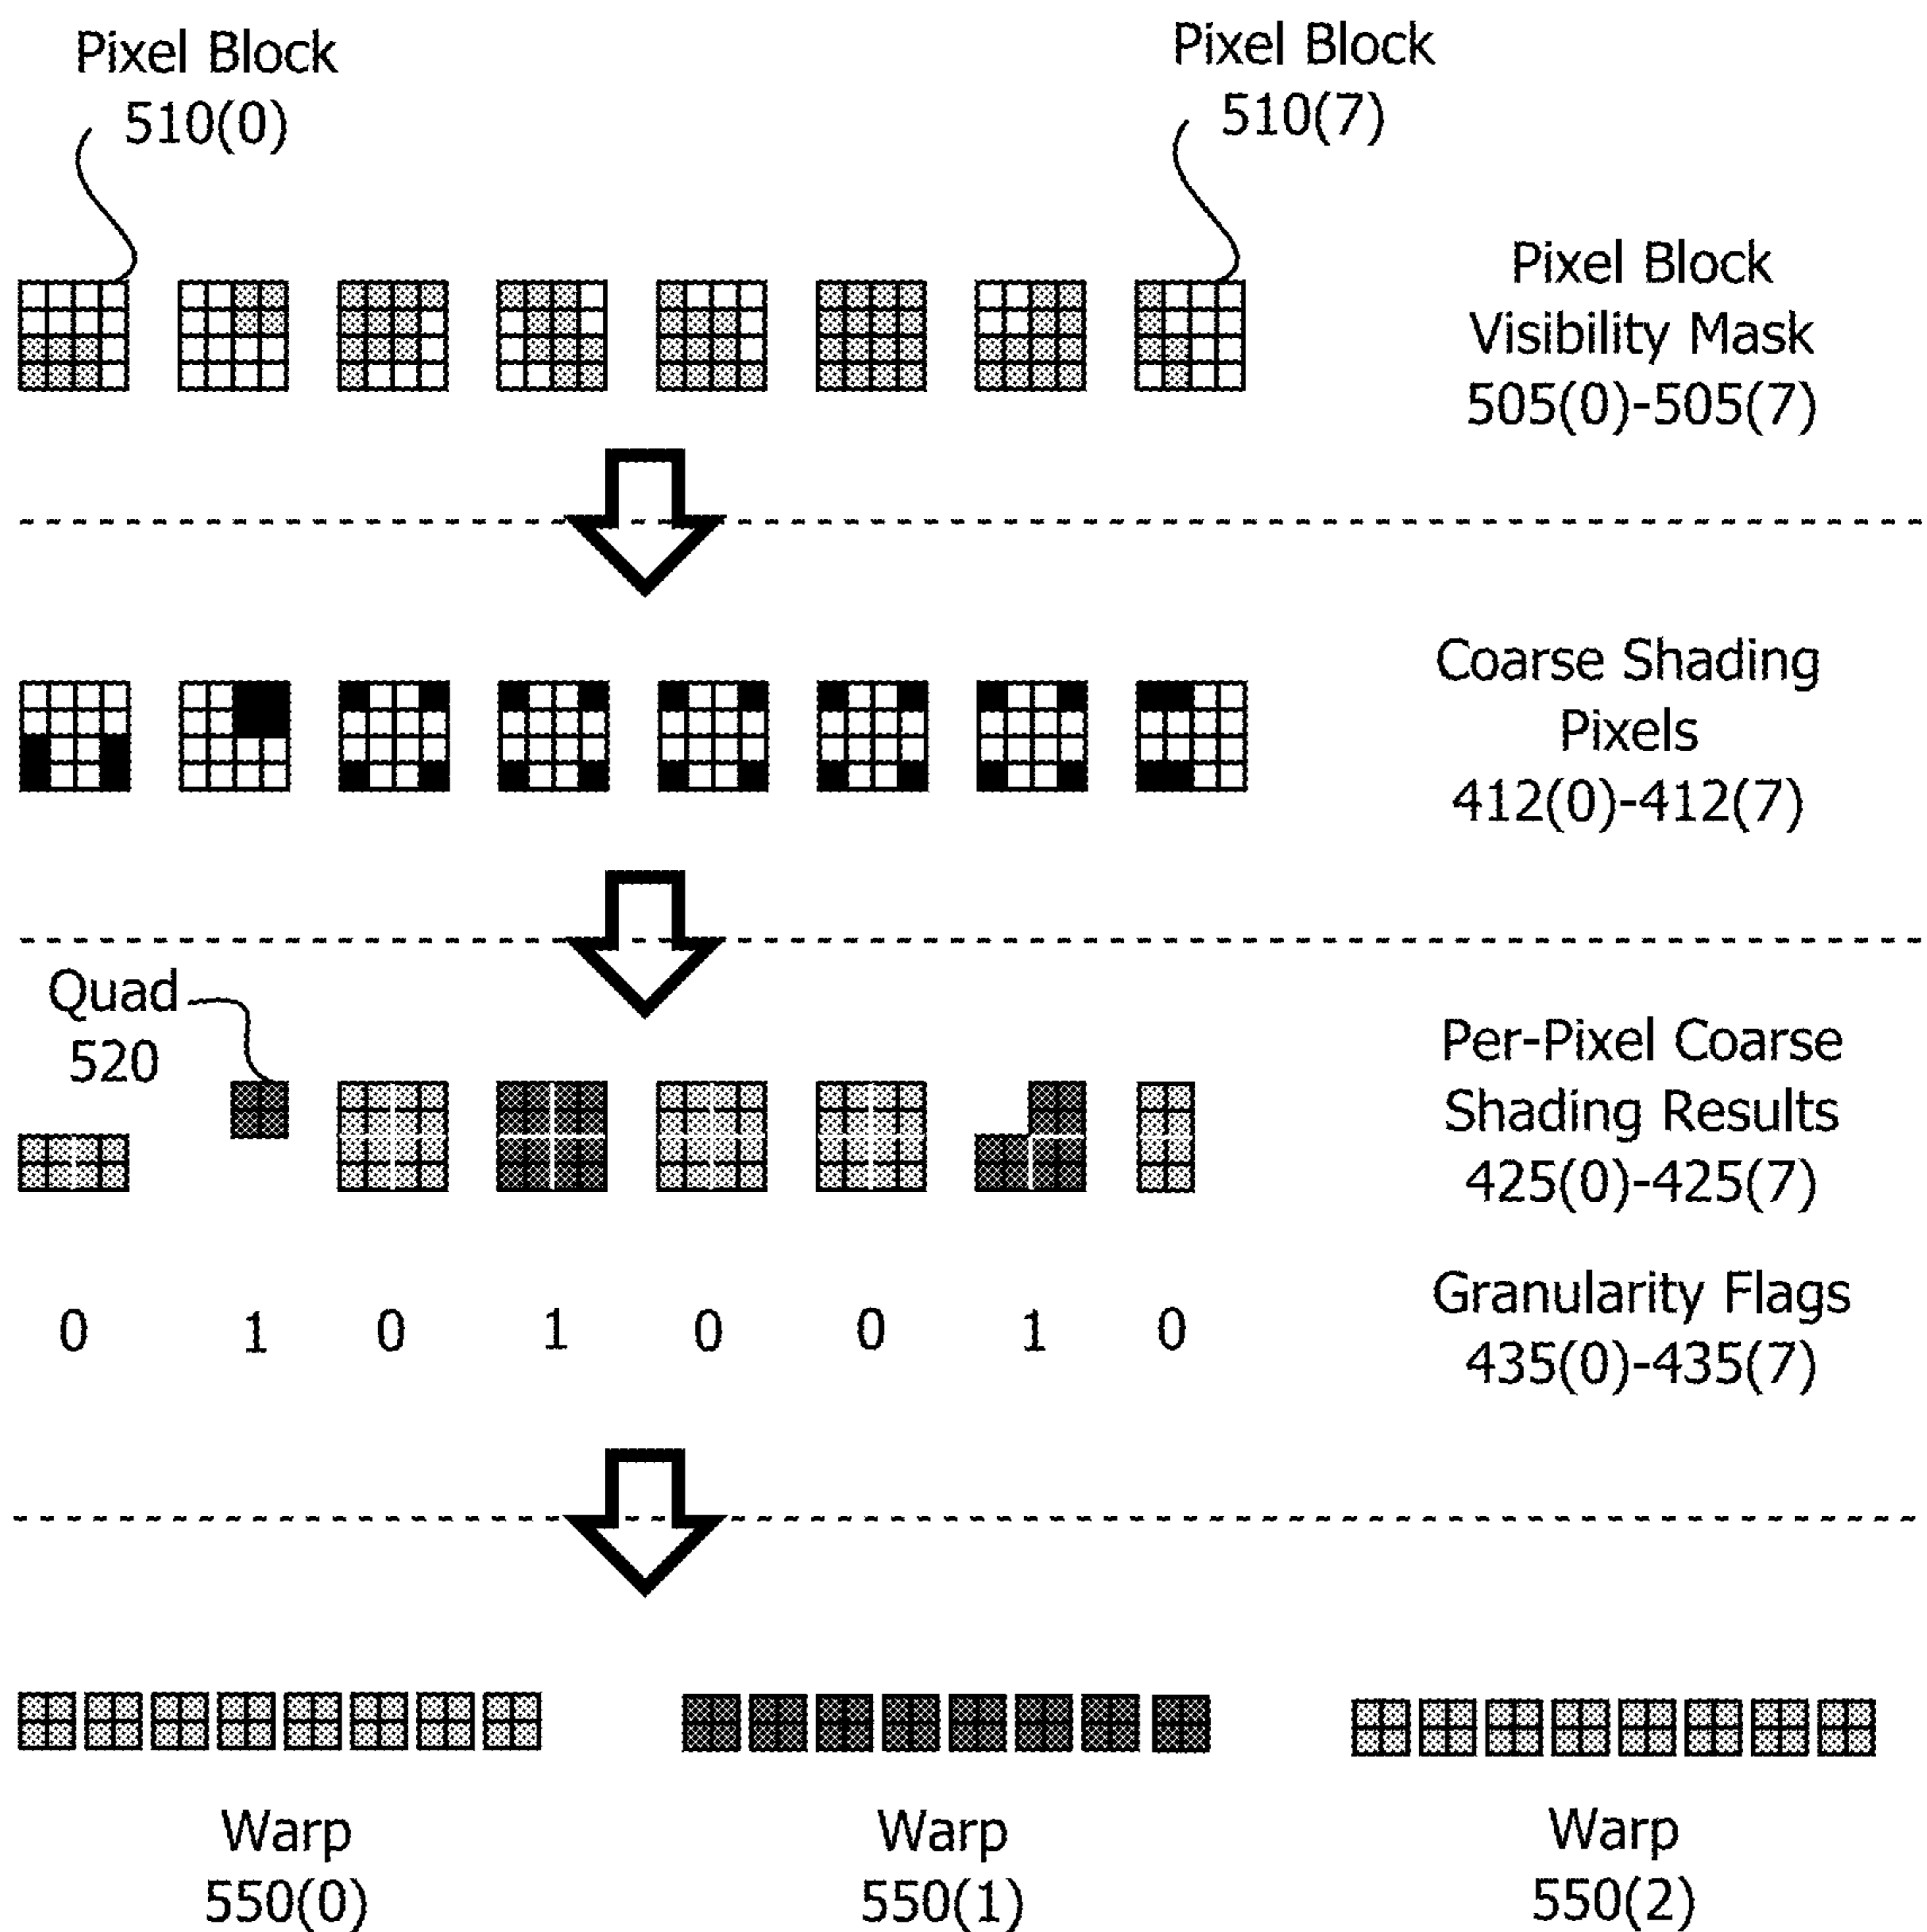 Pixel Block
510(0)
Pixel Block
510(7)
Pixel Block
Visibility Mask
505(0)-505(7)
Coarse Shading
Pixels
412(0)-412(7)
Quad
520
Per-Pixel Coarse
Shading Results
425(0)-425(7)
0 1 0 1 0 0 1 0
Granularity Flags
435(0)-435(7)
Warp
550(0)
Warp
550(1)
Warp
550(2)